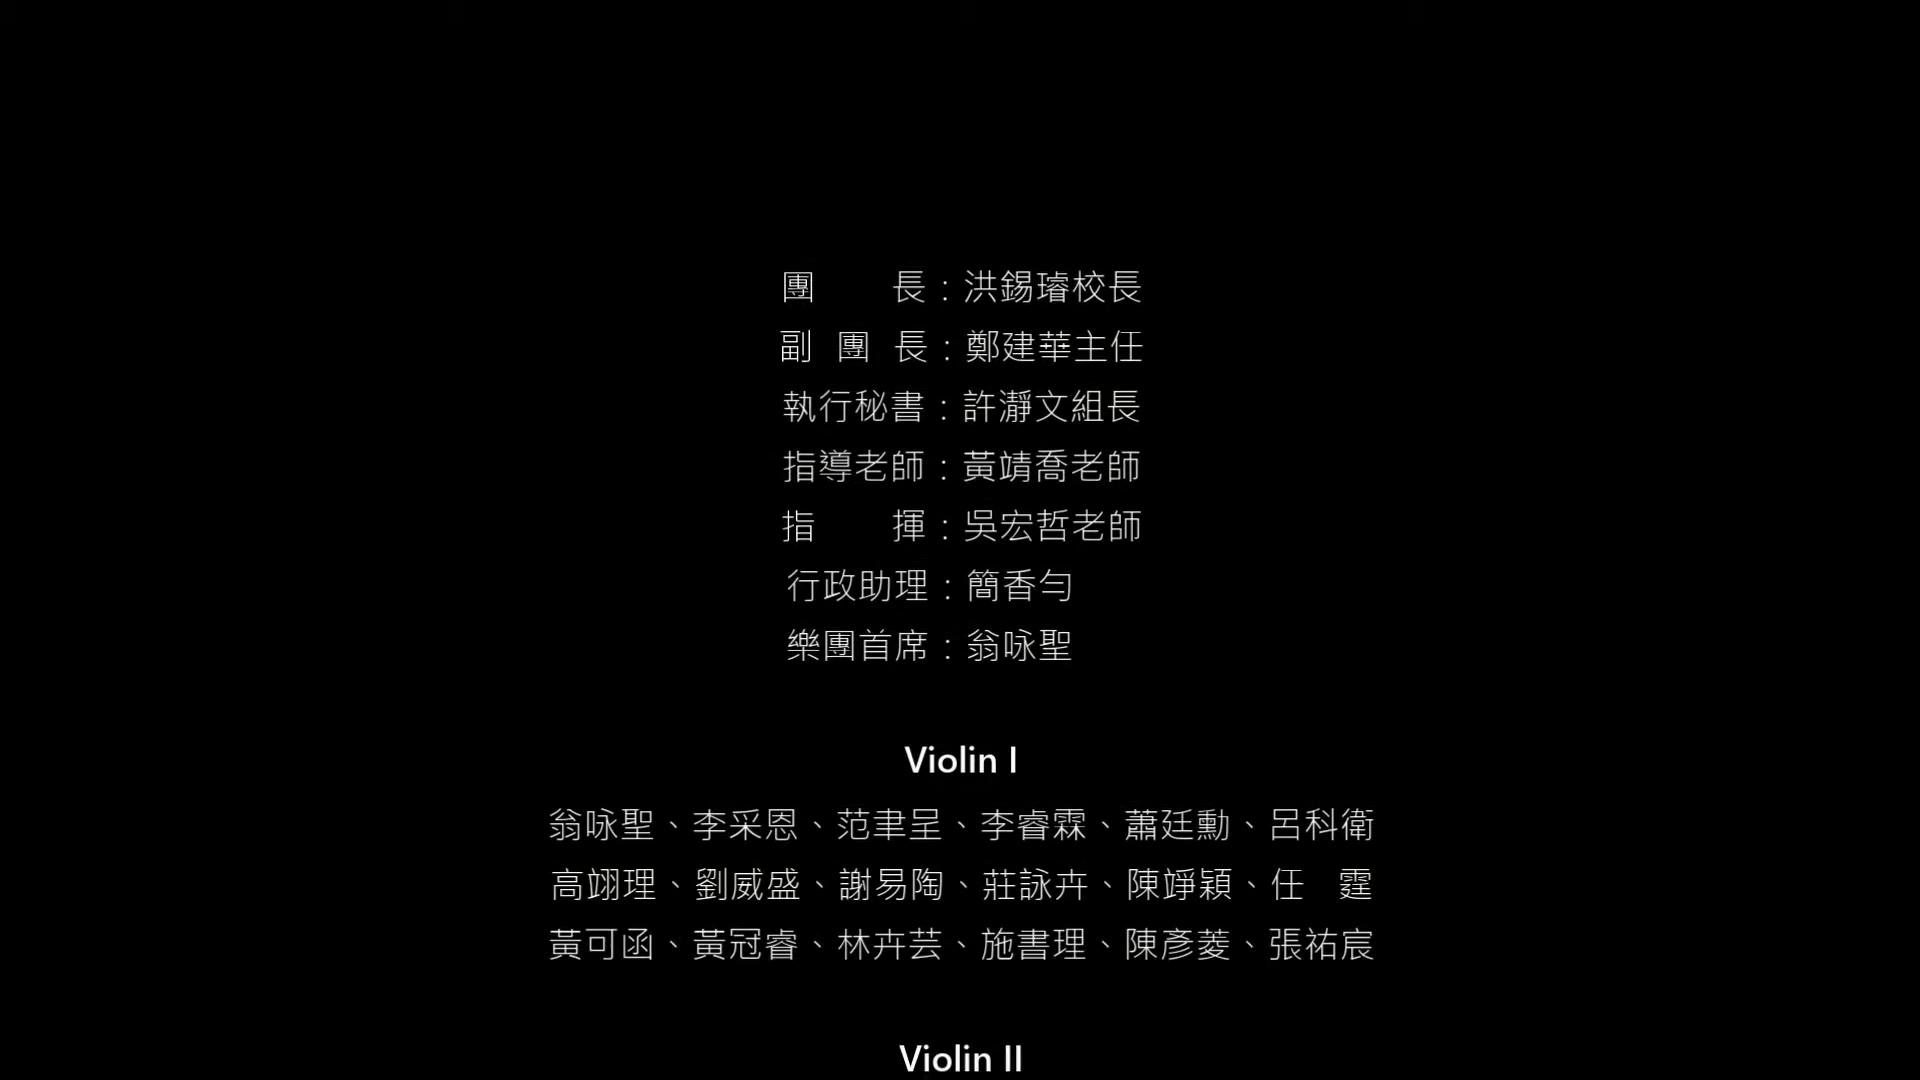 團　　長：洪錫璿校長
副 團 長：鄭建華主任
執行秘書：許瀞文組長
指導老師：黃靖喬老師
指　　揮：吳宏哲老師
行政助理：簡香勻
樂團首席：翁咏聖
Violin I
翁咏聖、李采恩、范聿呈、李睿霖、蕭廷勳、呂科衛
高翊理、劉威盛、謝易陶、莊詠卉、陳竫穎、任　霆
黃可函、黃冠睿、林卉芸、施書理、陳彥菱、張祐宸
Violin II